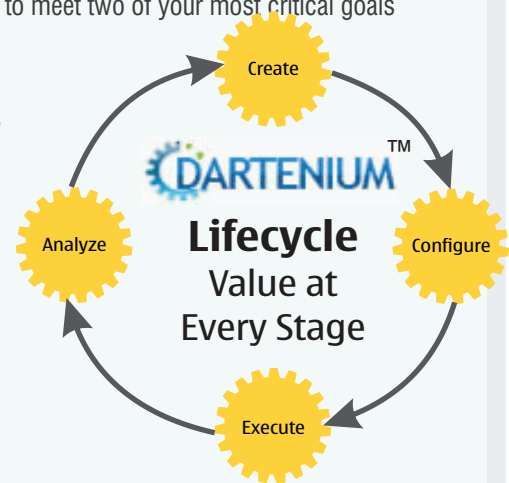 to meet two of your most critical goals
Create
DARTENIUM™
Analyze
Lifecycle
Configure
Value at
Every Stage
Execute